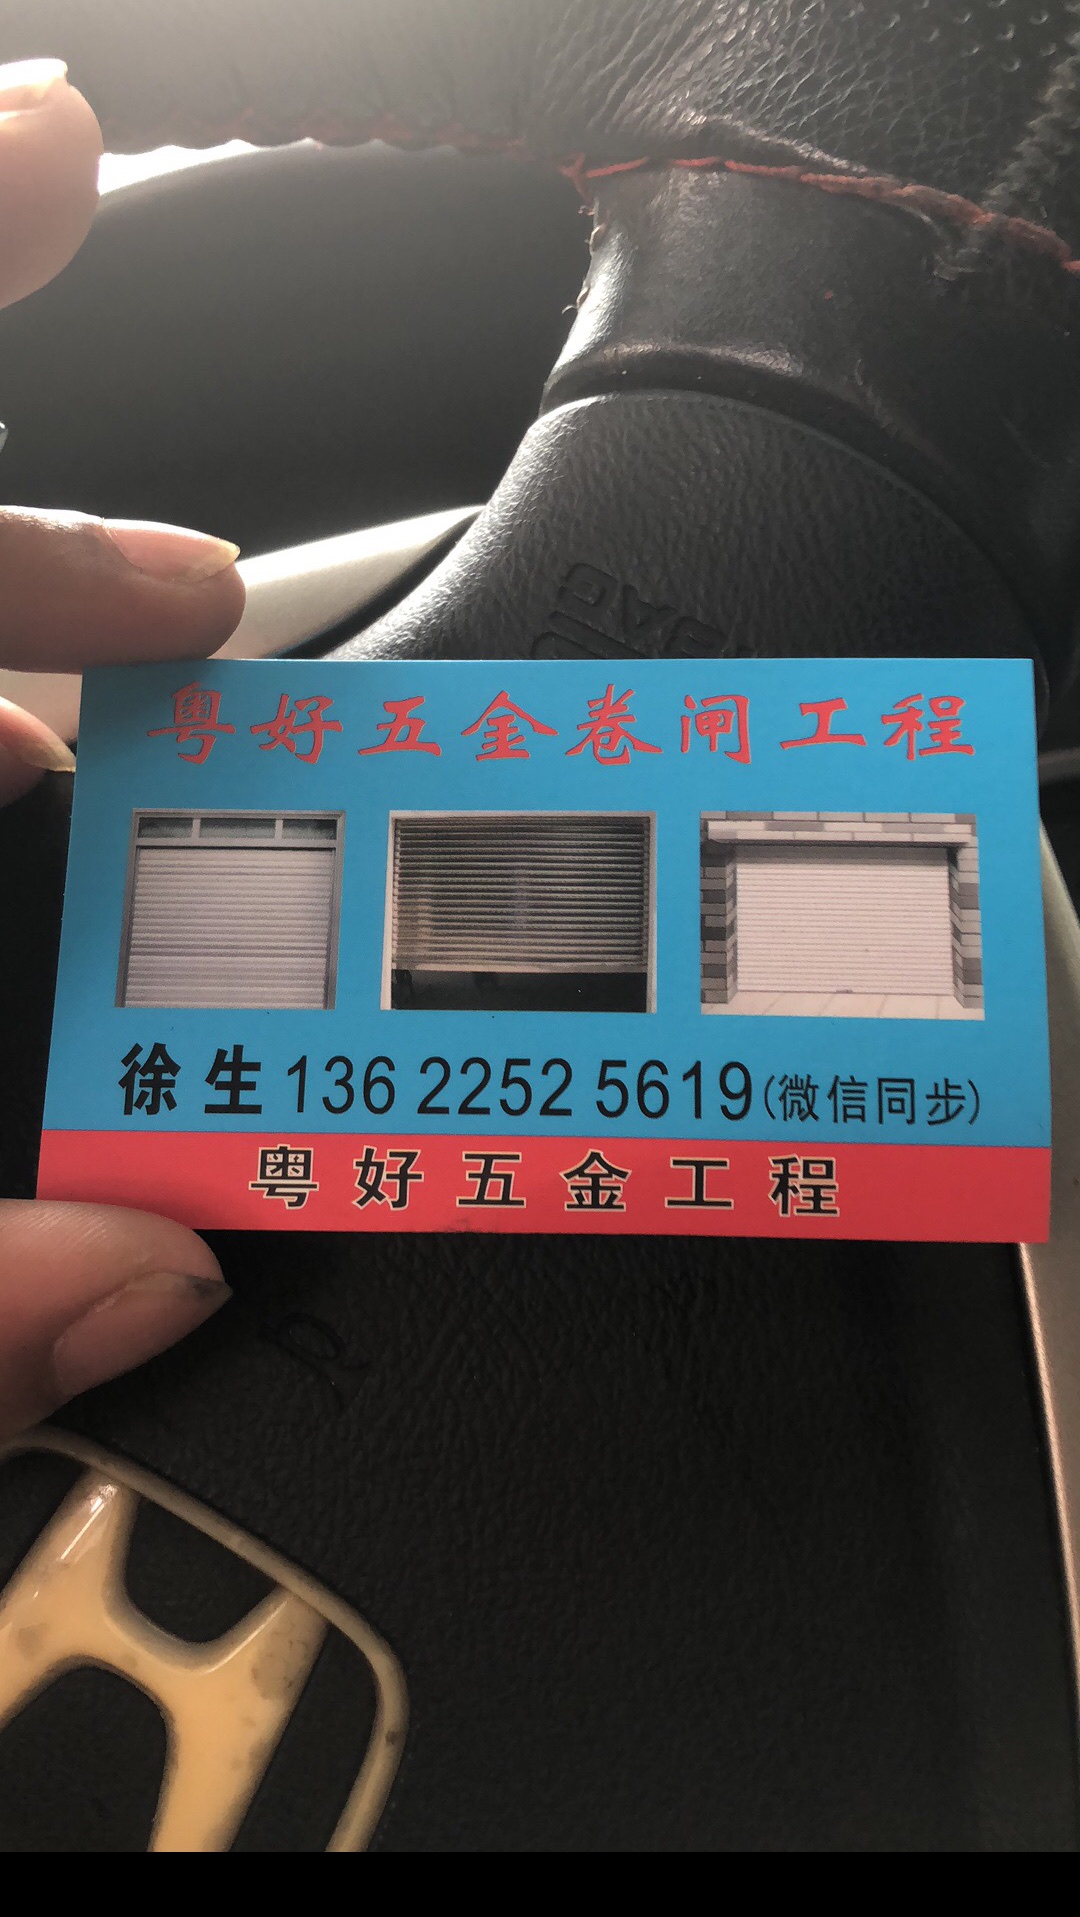 粤好五金卷闸工程
徐生 136 2252 5619(微信同步)
粤好五金工程